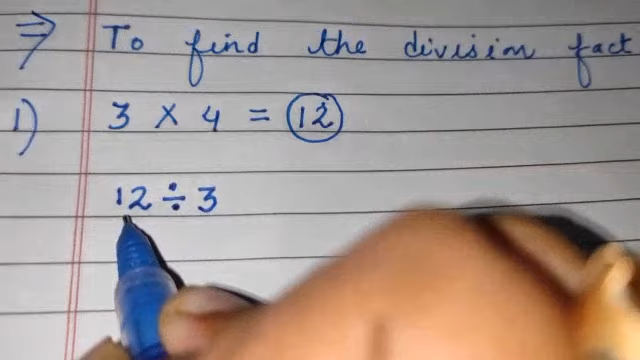 ⇒ To find the division fact
1) 3 × 4 = 12
12 ÷ 3